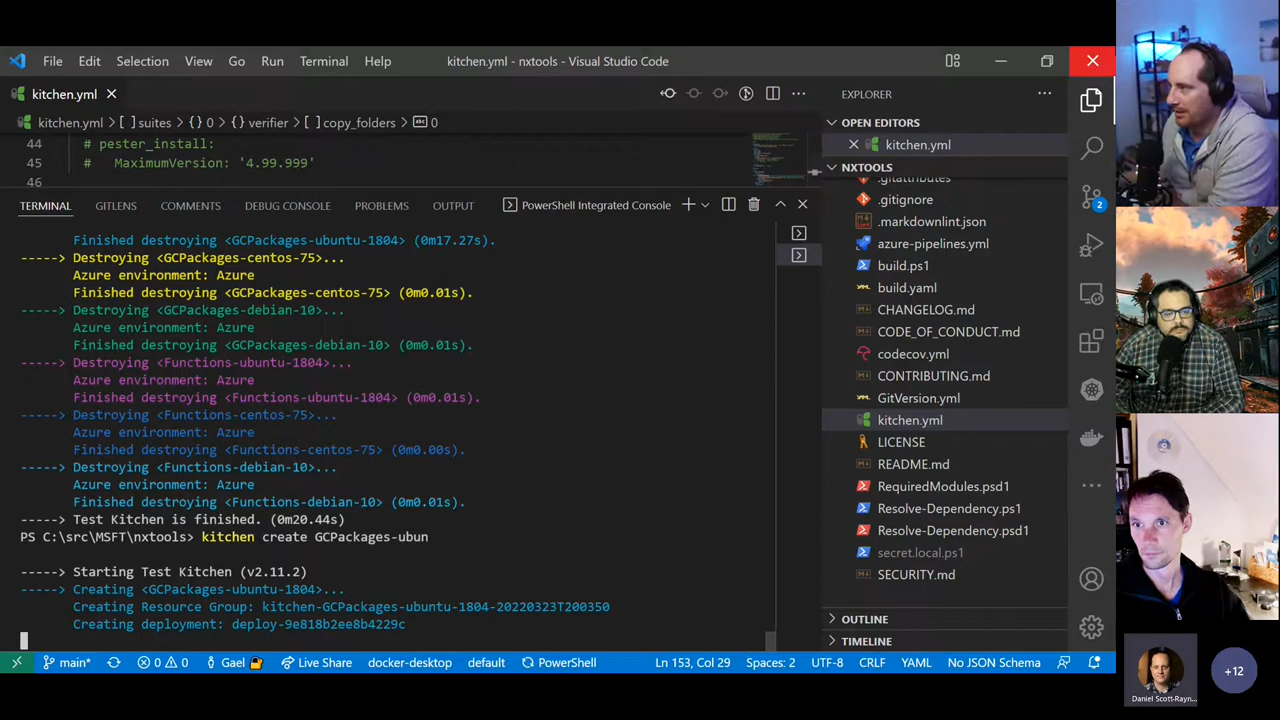 File Edit Selection View Go Run Terminal Help kitchen.yml - nxtools - Visual Studio Code
kitchen.yml
kitchen.yml > [ ] suites > {} 0 > {} verifier > [ ] copy_folders > 0
44 # pester_install:
45 # MaximumVersion: '4.99.999'
46
TERMINAL GITLENS COMMENTS DEBUG CONSOLE PROBLEMS OUTPUT PowerShell Integrated Console
Finished destroying <GCPackages-ubuntu-1804> (0m17.27s).
-----> Destroying <GCPackages-centos-75>...
Azure environment: Azure
Finished destroying <GCPackages-centos-75> (0m0.01s).
-----> Destroying <GCPackages-debian-10>...
Azure environment: Azure
Finished destroying <GCPackages-debian-10> (0m0.01s).
-----> Destroying <Functions-ubuntu-1804>...
Azure environment: Azure
Finished destroying <Functions-ubuntu-1804> (0m0.01s).
-----> Destroying <Functions-centos-75>...
Azure environment: Azure
Finished destroying <Functions-centos-75> (0m0.00s).
-----> Destroying <Functions-debian-10>...
Azure environment: Azure
Finished destroying <Functions-debian-10> (0m0.01s).
-----> Test Kitchen is finished. (0m20.44s)
PS C:\src\MSFT\nxtools> kitchen create GCPackages-ubun
-----> Starting Test Kitchen (v2.11.2)
-----> Creating <GCPackages-ubuntu-1804>...
Creating Resource Group: kitchen-GCPackages-ubuntu-1804-20220323T200350
Creating deployment: deploy-9e818b2ee8b4229c
EXPLORER
OPEN EDITORS
kitchen.yml
NXTOOLS
.gitattributes
.gitignore
.markdownlint.json
azure-pipelines.yml
build.ps1
build.yaml
CHANGELOG.md
CODE_OF_CONDUCT.md
codecov.yml
CONTRIBUTING.md
GitVersion.yml
kitchen.yml
LICENSE
README.md
RequiredModules.psd1
Resolve-Dependency.ps1
Resolve-Dependency.psd1
secret.local.ps1
SECURITY.md
OUTLINE
TIMELINE
2
main* 0 0 Gael Live Share docker-desktop default PowerShell Ln 153, Col 29 Spaces: 2 UTF-8 CRLF YAML No JSON Schema
Daniel Scott-Rayn...
+12